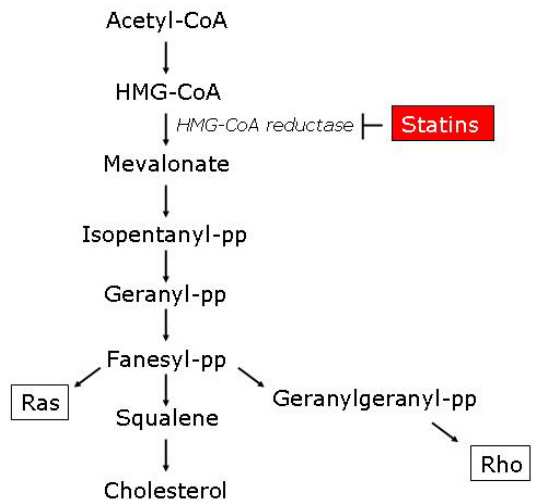 Acetyl-CoA
HMG-CoA
HMG-CoA reductase
Statins
Mevalonate
Isopentanyl-pp
Geranyl-pp
Fanesyl-pp
Ras
Squalene
Geranylgeranyl-pp
Rho
Cholesterol